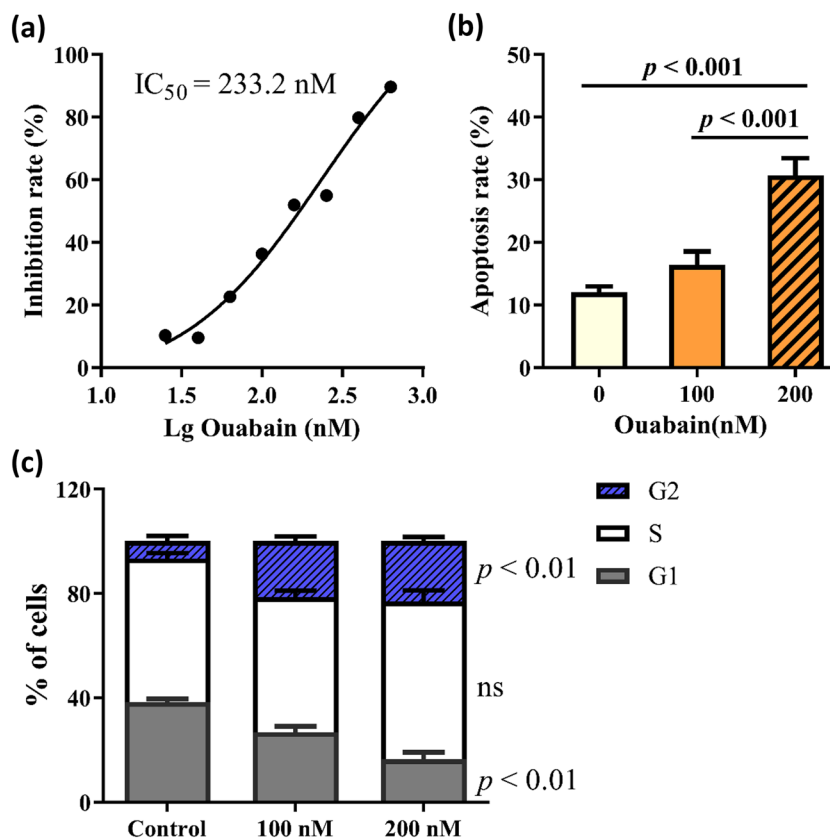 (a)
IC50 = 233.2 nM
Inhibition rate (%)
100
80
60
40
20
0
1.0 1.5 2.0 2.5 3.0
Lg Ouabain (nM)
(b)
p < 0.001
p < 0.001
Apoptosis rate (%)
50
40
30
20
10
0
0 100 200
Ouabain(nM)
(c)
% of cells
120
80
40
0
Control 100 nM 200 nM
p < 0.01
ns
p < 0.01
G2
S
G1